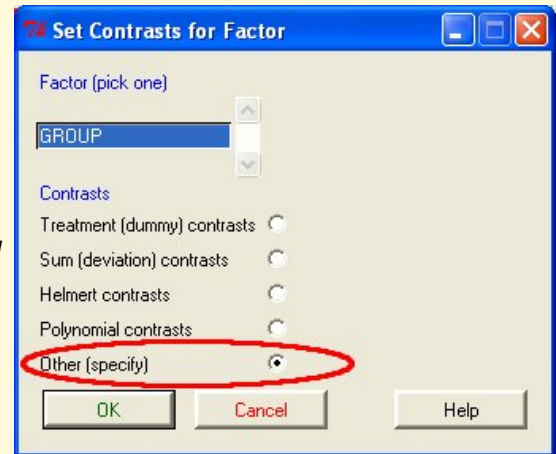 Set Contrasts for Factor
Factor (pick one)
GROUP
Contrasts
Treatment (dummy) contrasts
Sum (deviation) contrasts
Helmert contrasts
Polynomial contrasts
Other (specify)
OK Cancel Help